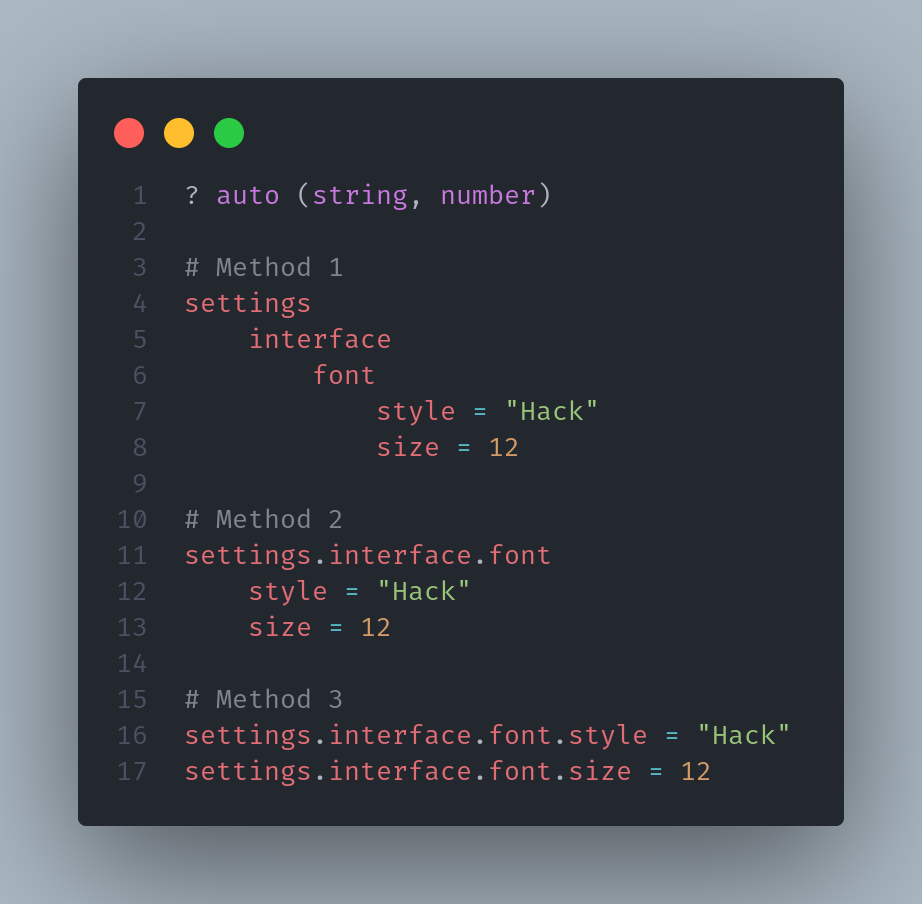 1 ? auto (string, number)
2
3 # Method 1
4 settings
5     interface
6         font
7             style = "Hack"
8             size = 12
9
10 # Method 2
11 settings.interface.font
12     style = "Hack"
13     size = 12
14
15 # Method 3
16 settings.interface.font.style = "Hack"
17 settings.interface.font.size = 12